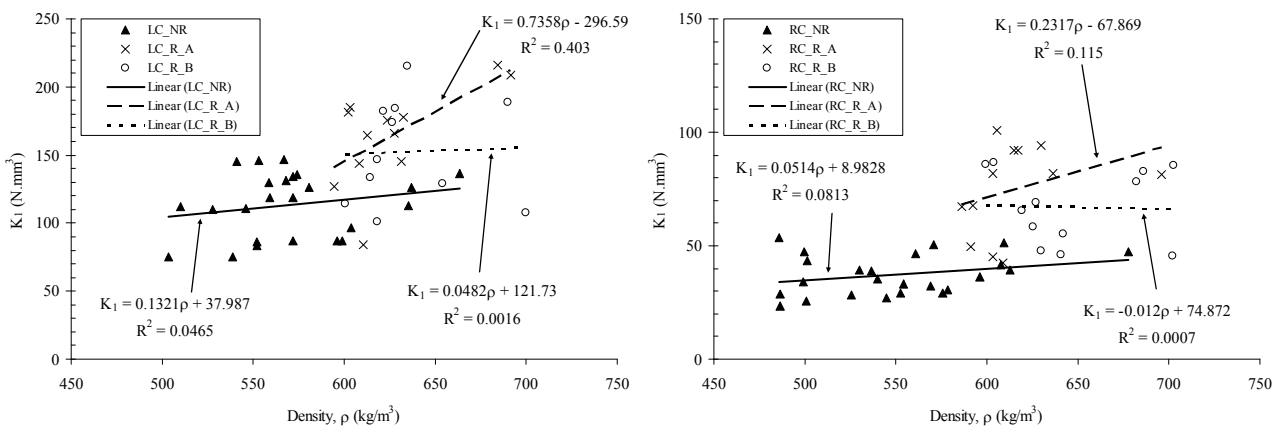 250
200
150
100
50
0
K₁ (N.mm³)
450 500 550 600 650 700 750
Density, ρ (kg/m³)
LC_NR
LC_R_A
LC_R_B
Linear (LC_NR)
Linear (LC_R_A)
Linear (LC_R_B)
K₁ = 0.7358ρ - 296.59
R² = 0.403
K₁ = 0.1321ρ + 37.987
R² = 0.0465
K₁ = 0.0482ρ + 121.73
R² = 0.0016
150
100
50
0
K₁ (N.mm³)
450 500 550 600 650 700 750
Density, ρ (kg/m³)
RC_NR
RC_R_A
RC_R_B
Linear (RC_NR)
Linear (RC_R_A)
Linear (RC_R_B)
K₁ = 0.2317ρ - 67.869
R² = 0.115
K₁ = 0.0514ρ + 8.9828
R² = 0.0813
K₁ = -0.012ρ + 74.872
R² = 0.0007